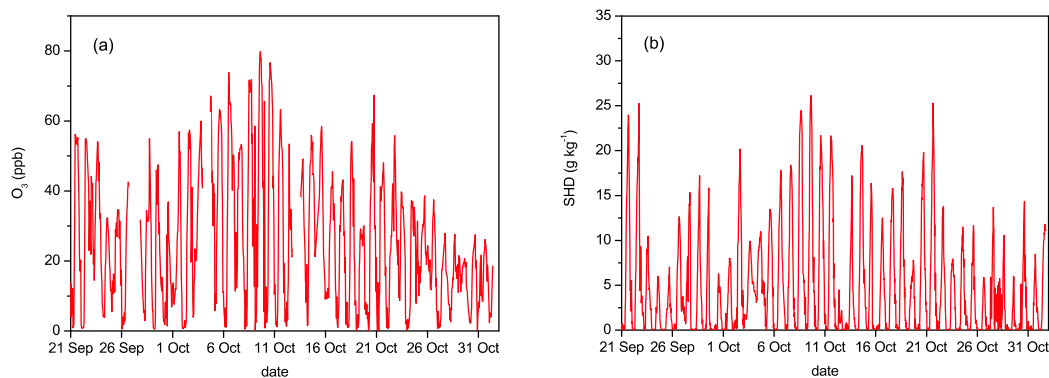 (a)
O₃ (ppb)
80
60
40
20
0
21 Sep 26 Sep 1 Oct 6 Oct 11 Oct 16 Oct 21 Oct 26 Oct 31 Oct
date
(b)
SHD (g kg⁻¹)
35
30
25
20
15
10
5
0
21 Sep 26 Sep 1 Oct 6 Oct 11 Oct 16 Oct 21 Oct 26 Oct 31 Oct
date